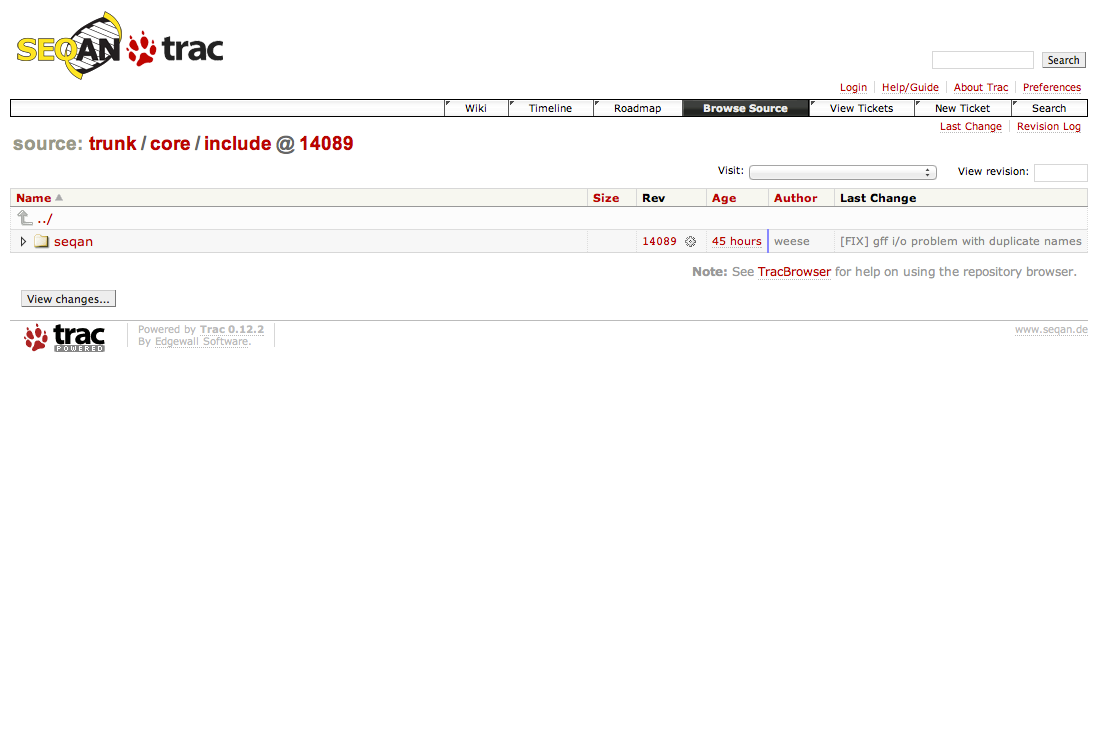 SEQAN trac
Search
Login Help/Guide About Trac Preferences
Wiki Timeline Roadmap Browse Source View Tickets New Ticket Search
Last Change Revision Log
source: trunk / core / include @ 14089
Visit: View revision:
Name Size Rev Age Author Last Change
../
seqan 14089 45 hours weese [FIX] gff i/o problem with duplicate names
Note: See TracBrowser for help on using the repository browser.
View changes...
trac POWERED
Powered by Trac 0.12.2
By Edgewall Software.
www.seqan.de